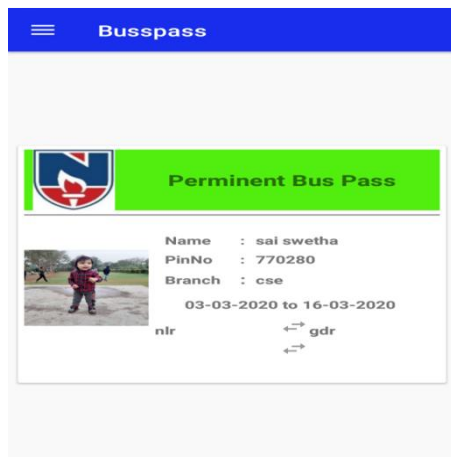 Busspass
Perminent Bus Pass
Name : sai swetha
PinNo : 770280
Branch : cse
03-03-2020 to 16-03-2020
nlr gdr